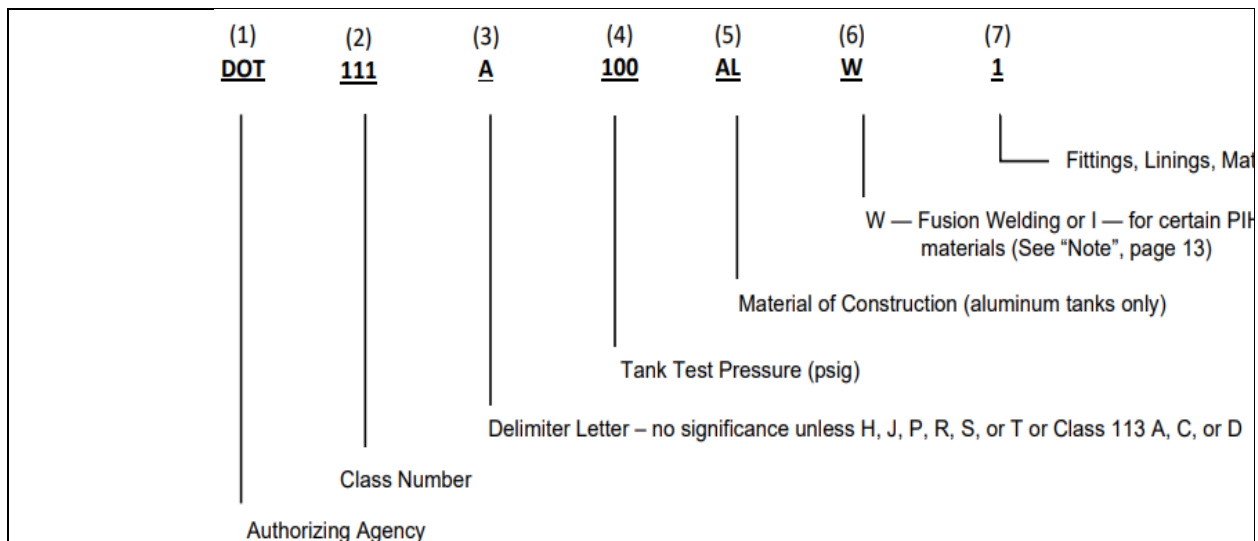 (1) (2) (3) (4) (5) (6) (7)
DOT 111 A 100 AL W 1
Fittings, Linings, Mat
W — Fusion Welding or I — for certain PIH
materials (See “Note”, page 13)
Material of Construction (aluminum tanks only)
Tank Test Pressure (psig)
Delimiter Letter – no significance unless H, J, P, R, S, or T or Class 113 A, C, or D
Class Number
Authorizing Agency